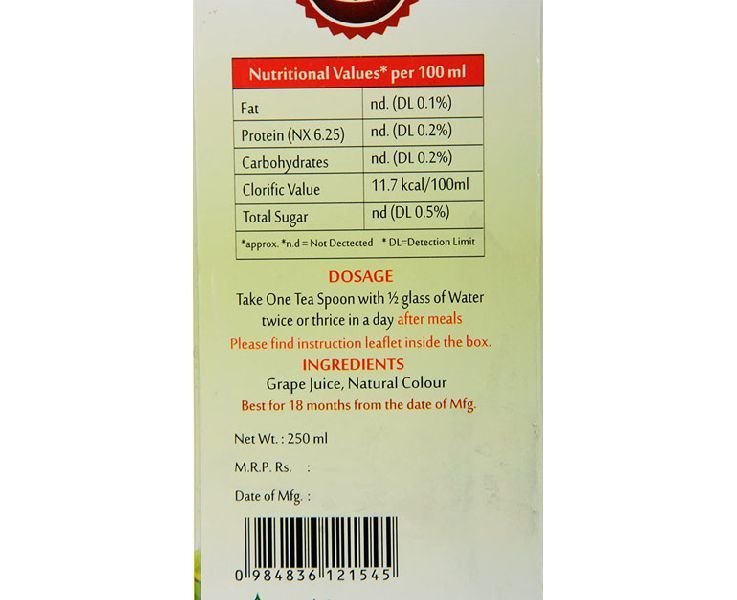 Nutritional Values* per 100 ml
Fat nd. (DL 0.1%)
Protein (NX 6.25) nd. (DL 0.2%)
Carbohydrates nd. (DL 0.2%)
Clorific Value 11.7 kcal/100ml
Total Sugar nd (DL 0.5%)
*approx. *n.d = Not Dectected * DL=Detection Limit
DOSAGE
Take One Tea Spoon with ½ glass of Water
twice or thrice in a day after meals
Please find instruction leaflet inside the box.
INGREDIENTS
Grape Juice, Natural Colour
Best for 18 months from the date of Mfg.
Net Wt. : 250 ml
M.R.P. Rs. :
Date of Mfg. :
0 984836 121545